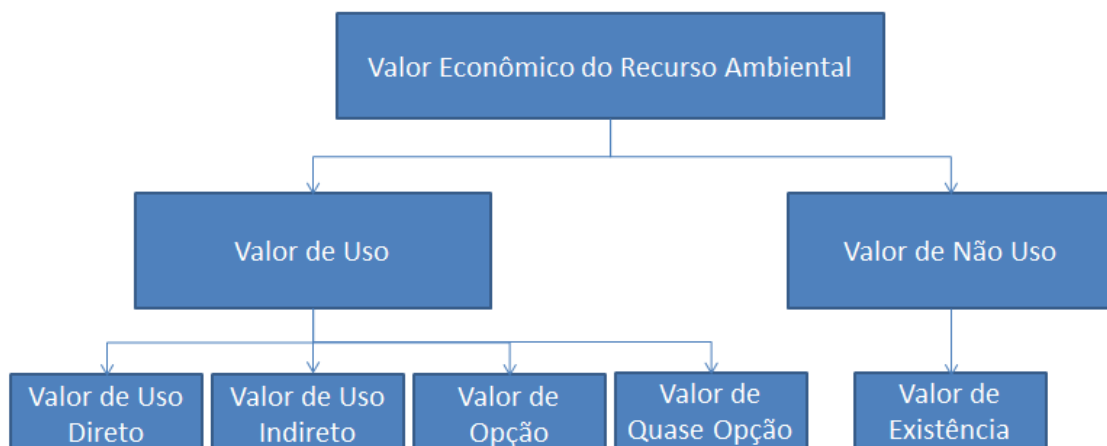 Valor Econômico do Recurso Ambiental
Valor de Uso
Valor de Não Uso
Valor de Uso
Direto
Valor de Uso
Indireto
Valor de
Opção
Valor de
Quase Opção
Valor de
Existência